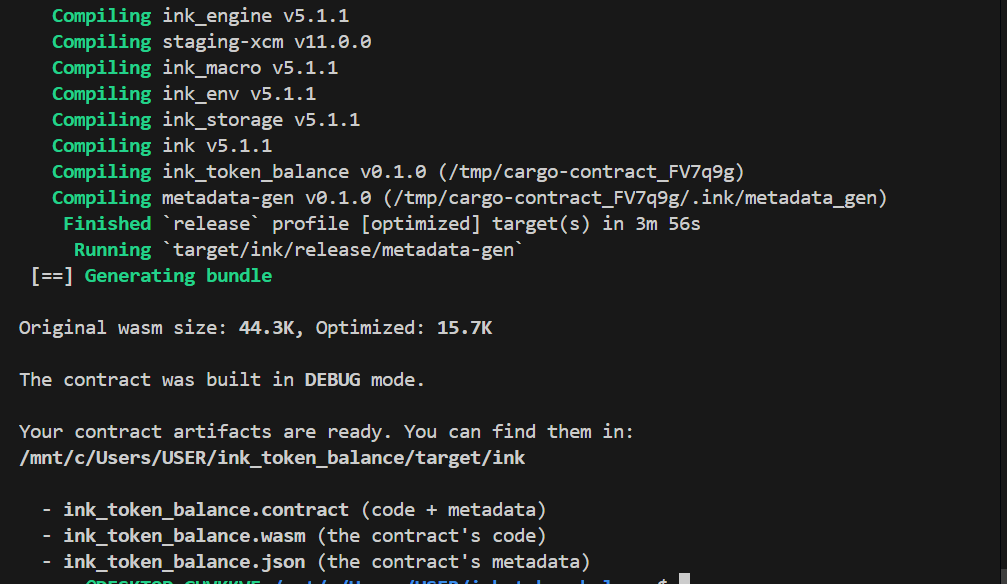 Compiling ink_engine v5.1.1
Compiling staging-xcm v11.0.0
Compiling ink_macro v5.1.1
Compiling ink_env v5.1.1
Compiling ink_storage v5.1.1
Compiling ink v5.1.1
Compiling ink_token_balance v0.1.0 (/tmp/cargo-contract_FV7q9g)
Compiling metadata-gen v0.1.0 (/tmp/cargo-contract_FV7q9g/.ink/metadata_gen)
Finished `release` profile [optimized] target(s) in 3m 56s
Running `target/ink/release/metadata-gen`
[==] Generating bundle
Original wasm size: 44.3K, Optimized: 15.7K
The contract was built in DEBUG mode.
Your contract artifacts are ready. You can find them in:
/mnt/c/Users/USER/ink_token_balance/target/ink
- ink_token_balance.contract (code + metadata)
- ink_token_balance.wasm (the contract's code)
- ink_token_balance.json (the contract's metadata)